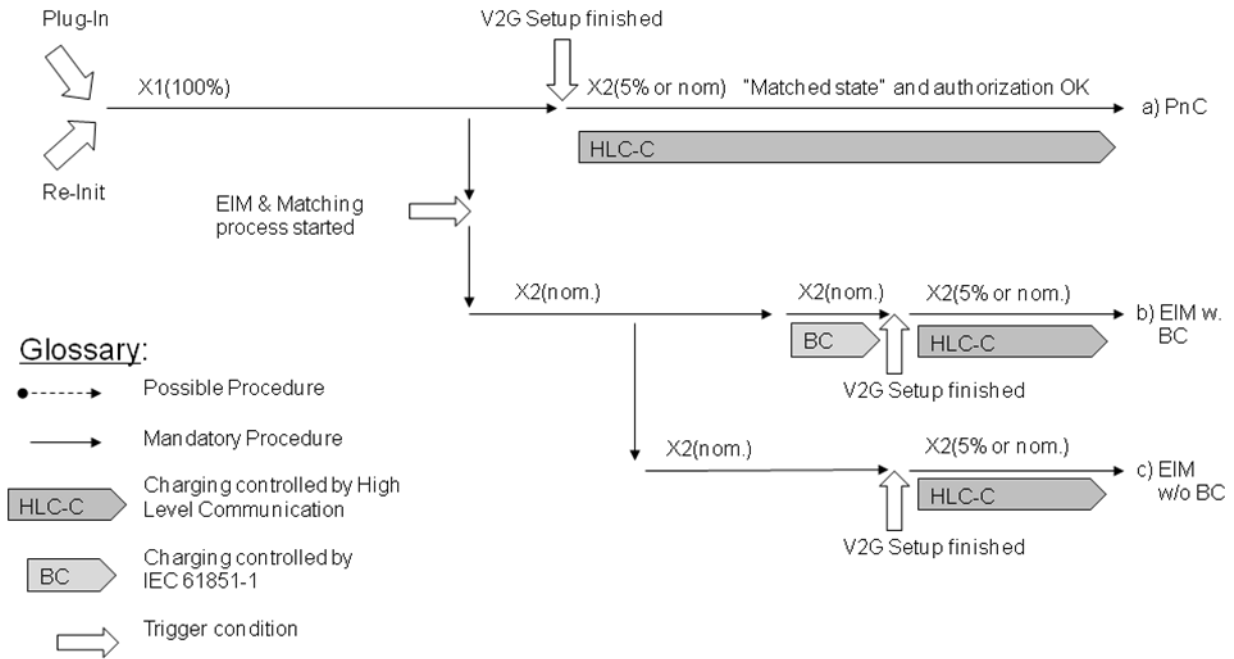 Plug-In
V2G Setup finished
X1(100%)
X2(5% or nom) "Matched state" and authorization OK
a) PnC
HLC-C
Re-Init
EIM & Matching
process started
X2(nom.)
X2(nom.)
X2(5% or nom.)
b) EIM w.
BC
BC
HLC-C
V2G Setup finished
X2(nom.)
X2(5% or nom.)
c) EIM
w/o BC
HLC-C
V2G Setup finished
Glossary:
Possible Procedure
Mandatory Procedure
HLC-C
Charging controlled by High
Level Communication
BC
Charging controlled by
IEC 61851-1
Trigger condition